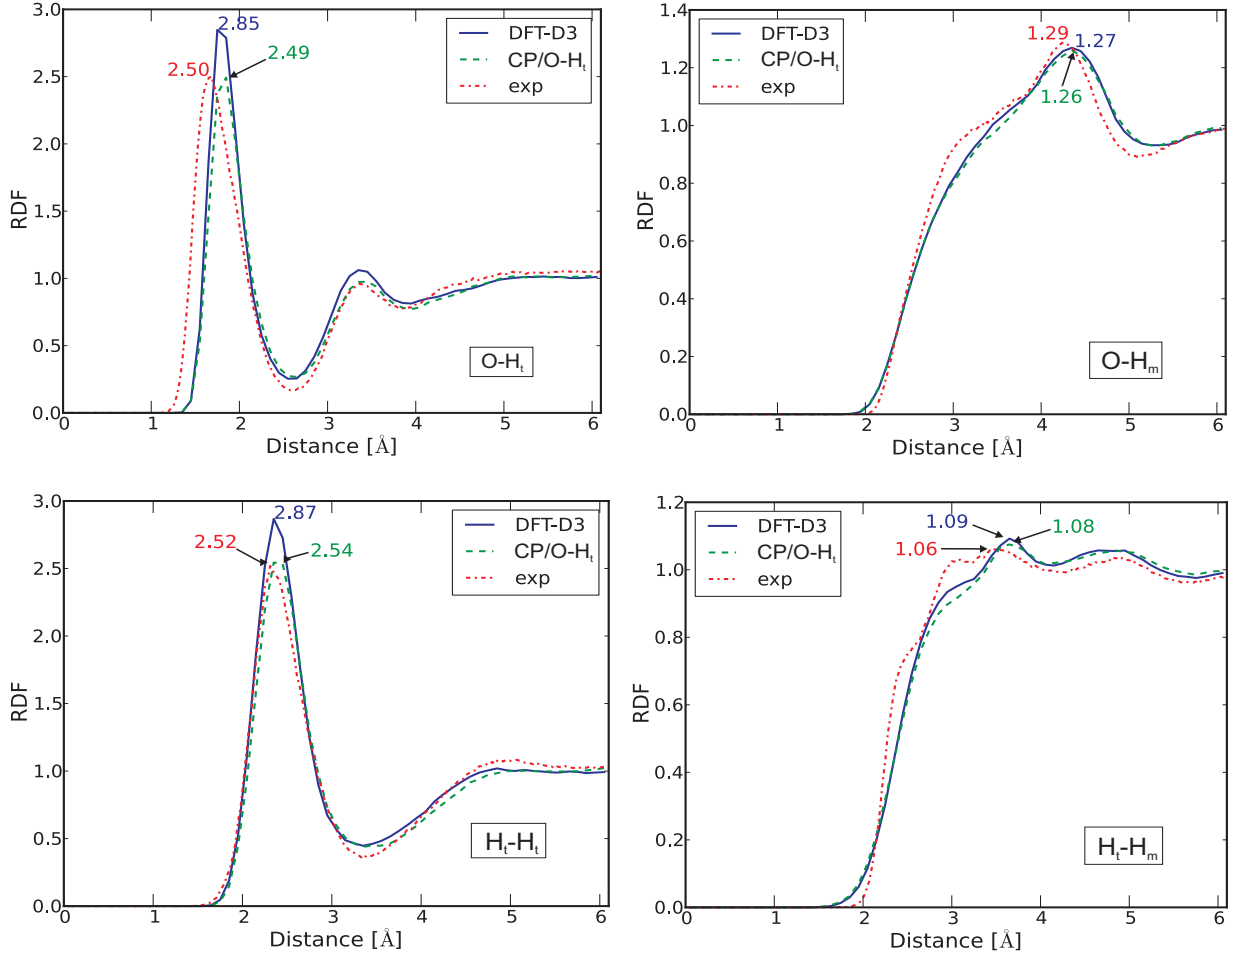 3.0
2.5
2.0
1.5
1.0
0.5
0.0
RDF
2.85
2.49
2.50
DFT-D3
CP/O-Ht
exp
O-Ht
0 1 2 3 4 5 6
Distance [Å]
1.4
1.2
1.0
0.8
0.6
0.4
0.2
0.0
RDF
DFT-D3
CP/O-Ht
exp
1.29
1.27
1.26
O-Hm
0 1 2 3 4 5 6
Distance [Å]
3.0
2.5
2.0
1.5
1.0
0.5
0.0
RDF
2.87
2.52
2.54
DFT-D3
CP/O-Ht
exp
Ht-Ht
0 1 2 3 4 5 6
Distance [Å]
1.2
1.0
0.8
0.6
0.4
0.2
0.0
RDF
DFT-D3
CP/O-Ht
exp
1.09
1.08
1.06
Ht-Hm
0 1 2 3 4 5 6
Distance [Å]